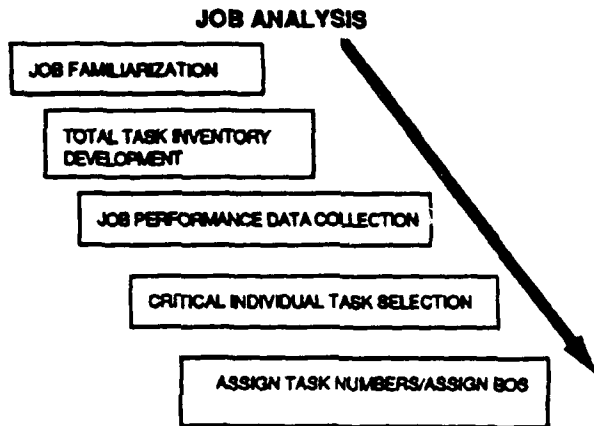 JOB ANALYSIS
JOB FAMILIARIZATION
TOTAL TASK INVENTORY
DEVELOPMENT
JOB PERFORMANCE DATA COLLECTION
CRITICAL INDIVIDUAL TASK SELECTION
ASSIGN TASK NUMBERS/ASSIGN BOS